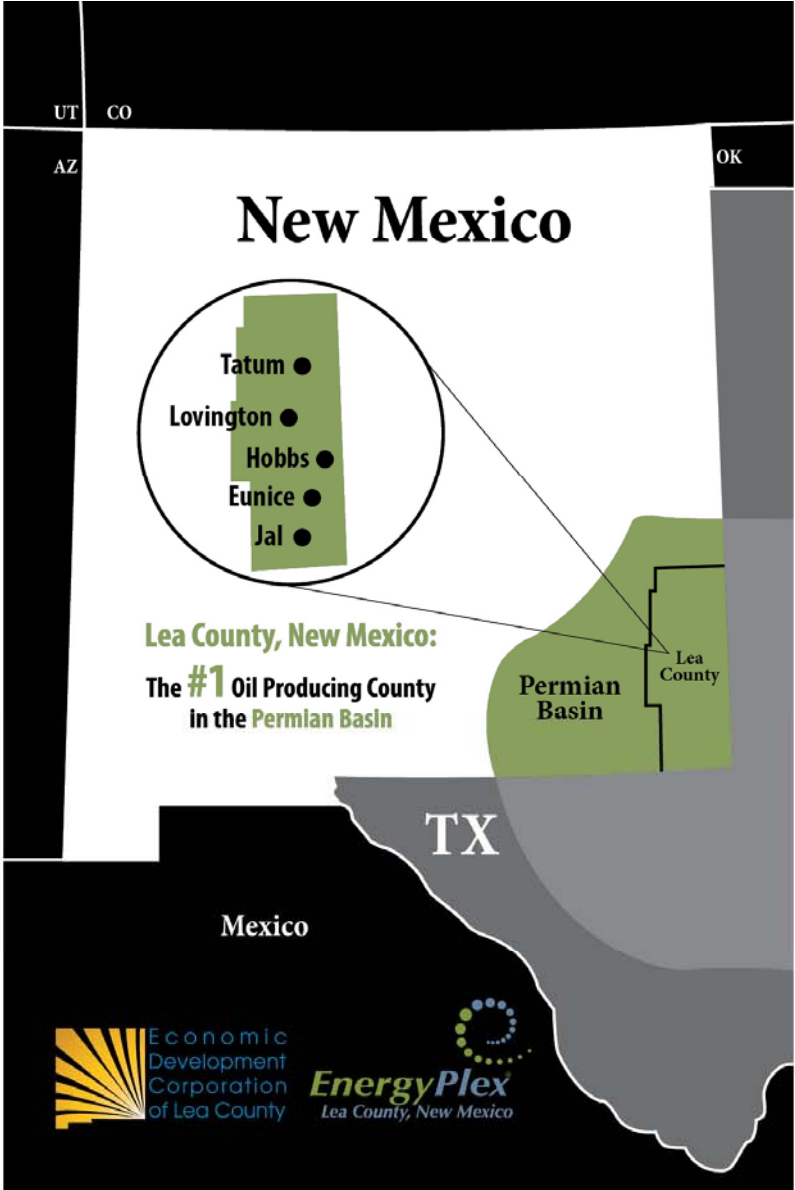 UT
CO
AZ
OK
New Mexico
Tatum
Lovington
Hobbs
Eunice
Jal
Lea County, New Mexico:
The #1 Oil Producing County
in the Permian Basin
Permian
Basin
Lea
County
TX
Mexico
Economic
Development
Corporation
of Lea County
EnergyPlex
Lea County, New Mexico